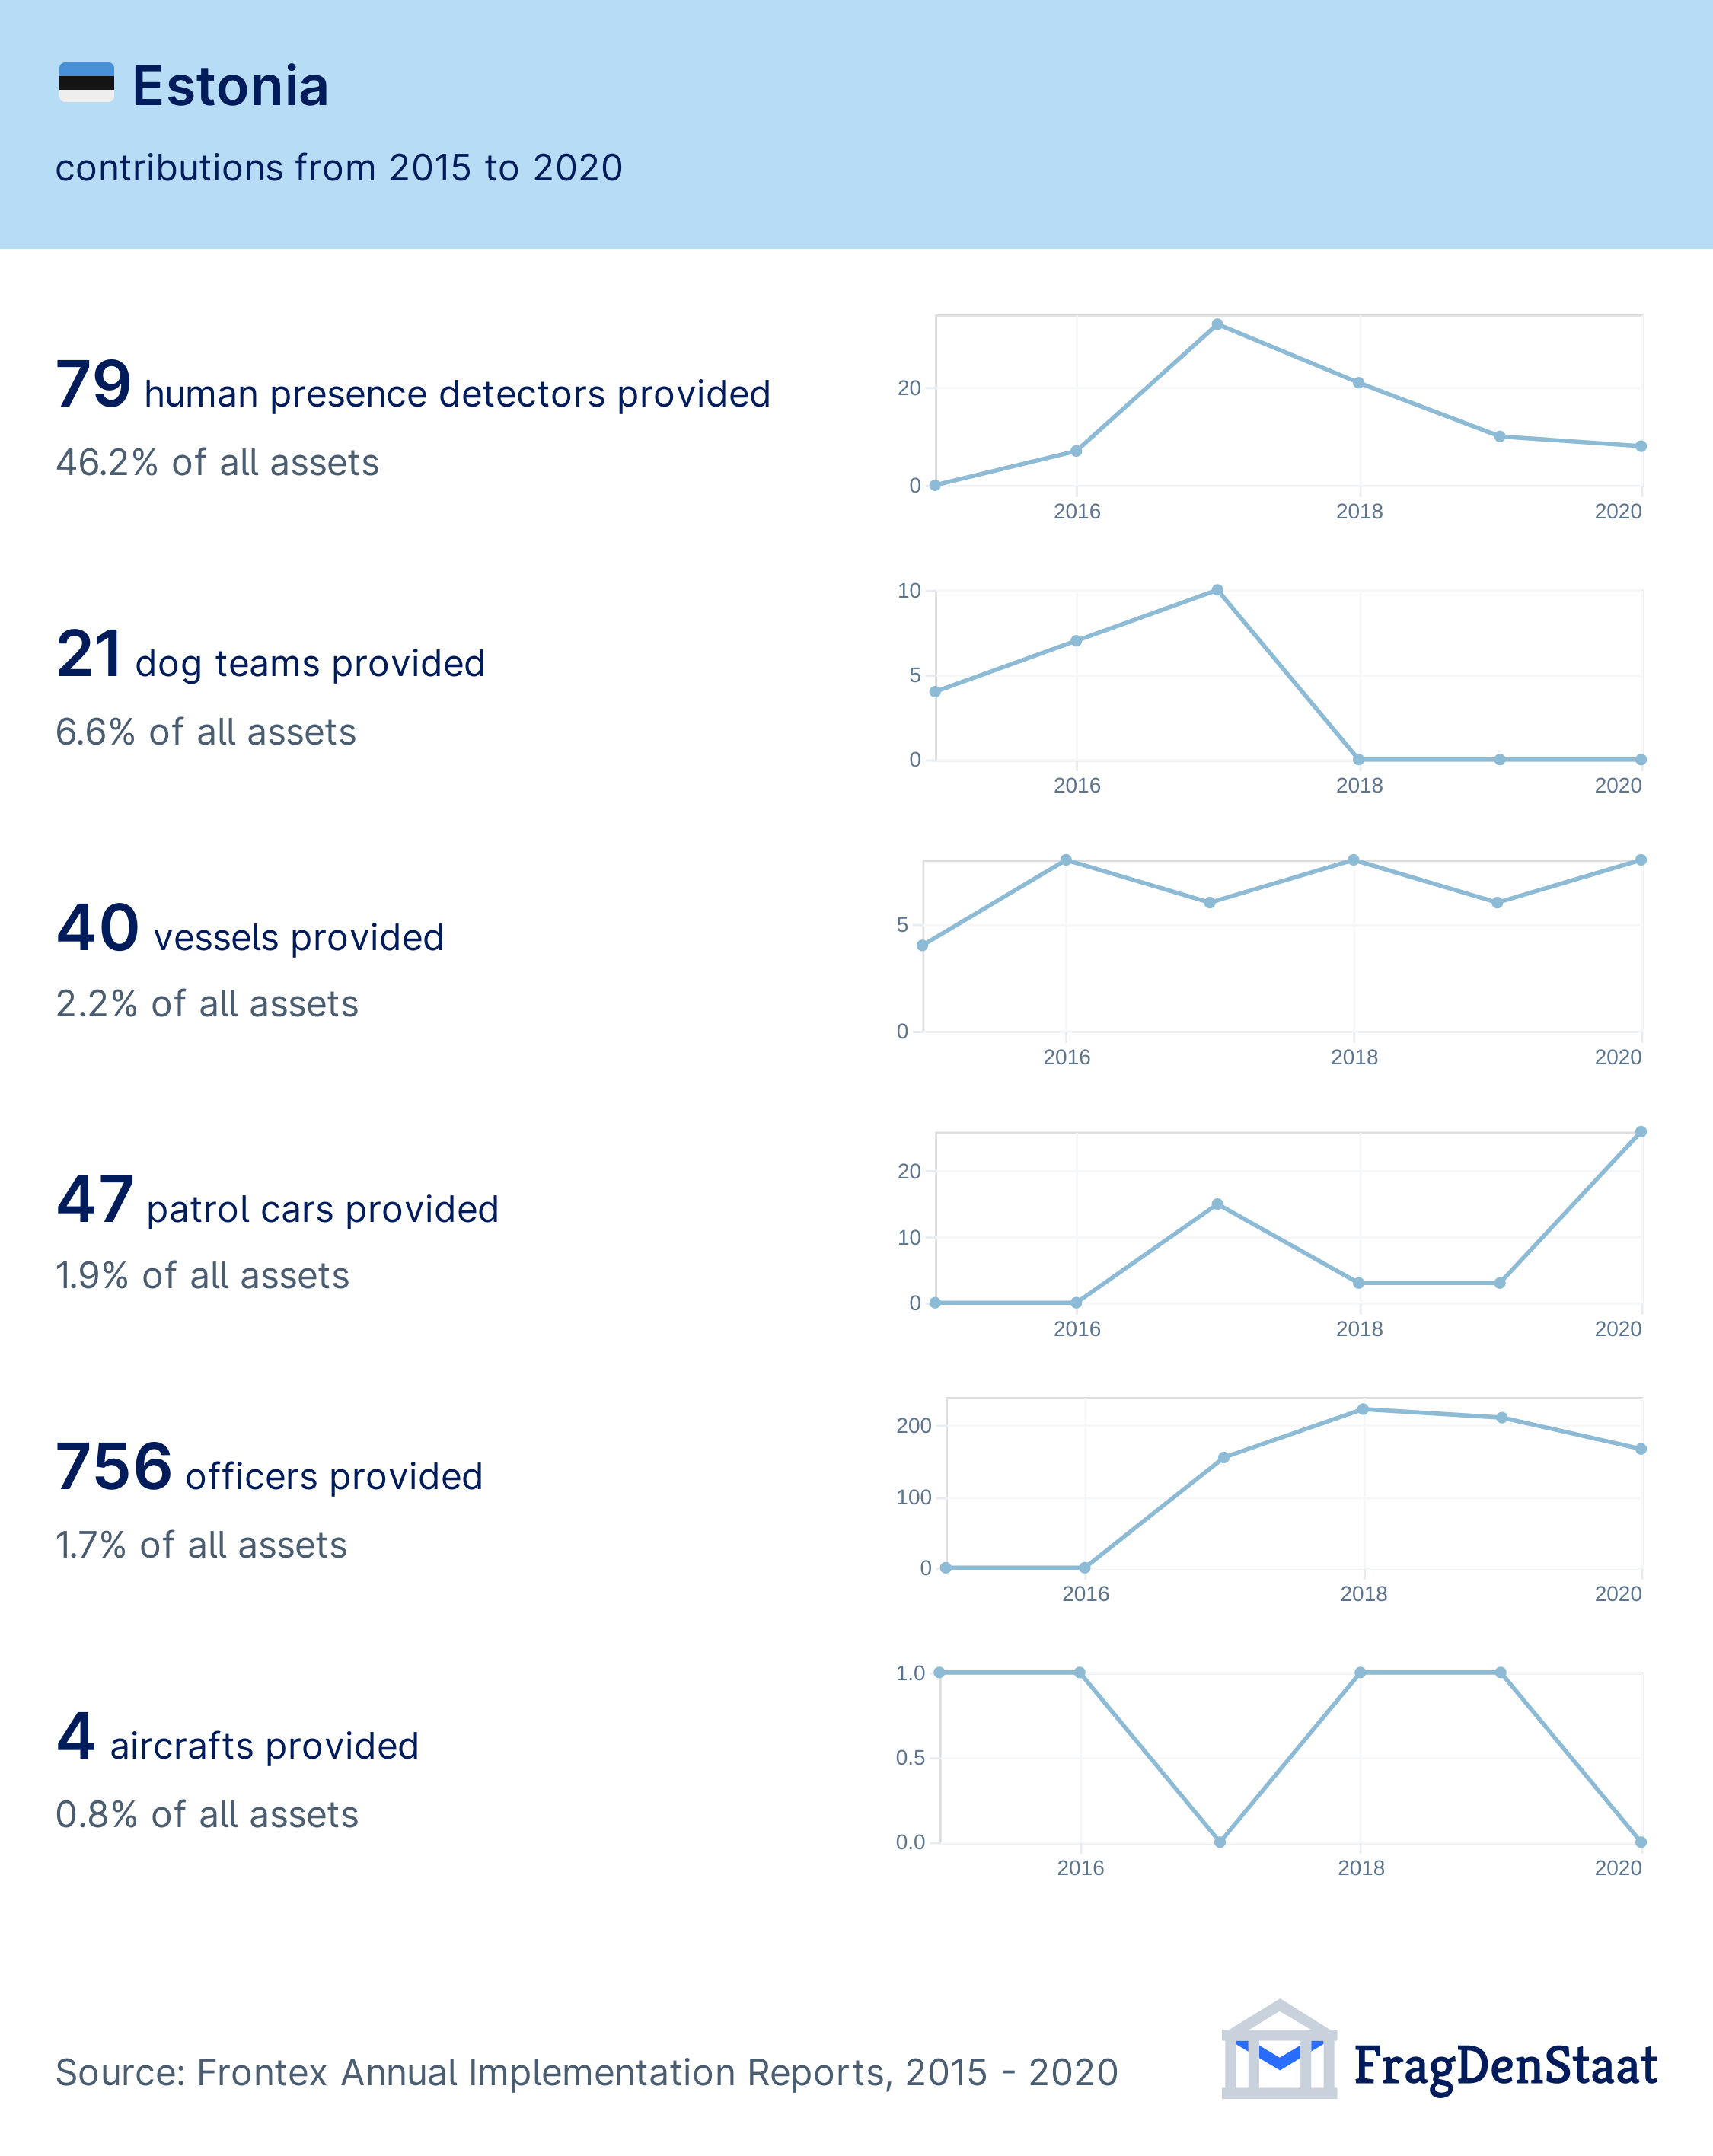 Estonia
contributions from 2015 to 2020
79 human presence detectors provided
46.2% of all assets
20
0
2016 2018 2020
21 dog teams provided
6.6% of all assets
10
5
0
2016 2018 2020
40 vessels provided
2.2% of all assets
5
0
2016 2018 2020
47 patrol cars provided
1.9% of all assets
20
10
0
2016 2018 2020
756 officers provided
1.7% of all assets
200
100
0
2016 2018 2020
4 aircrafts provided
0.8% of all assets
1.0
0.5
0.0
2016 2018 2020
Source: Frontex Annual Implementation Reports, 2015 - 2020
FragDenStaat